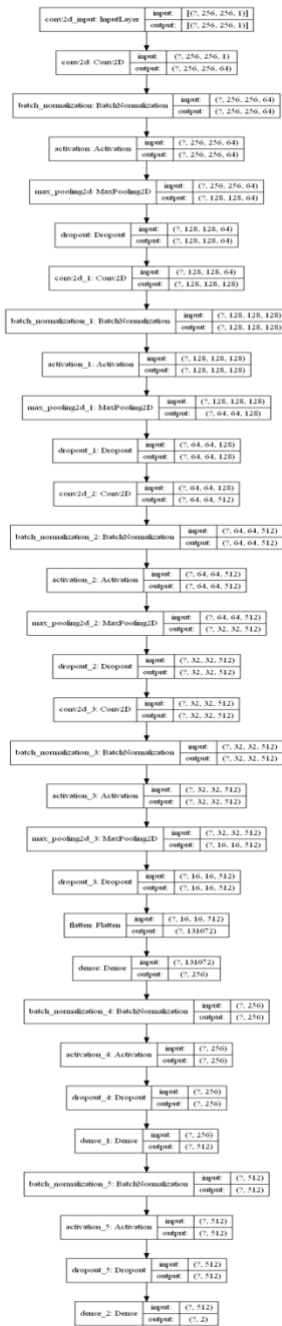 conv2d_input: InputLayer input: [(?, 256, 256, 1)]
output: [(?, 256, 256, 1)]
conv2d: Conv2D input: (?, 256, 256, 1)
output: (?, 256, 256, 64)
batch_normalization: BatchNormalization input: (?, 256, 256, 64)
output: (?, 256, 256, 64)
activation: Activation input: (?, 256, 256, 64)
output: (?, 256, 256, 64)
max_pooling2d: MaxPooling2D input: (?, 256, 256, 64)
output: (?, 128, 128, 64)
dropout: Dropout input: (?, 128, 128, 64)
output: (?, 128, 128, 64)
conv2d_1: Conv2D input: (?, 128, 128, 64)
output: (?, 128, 128, 128)
batch_normalization_1: BatchNormalization input: (?, 128, 128, 128)
output: (?, 128, 128, 128)
activation_1: Activation input: (?, 128, 128, 128)
output: (?, 128, 128, 128)
max_pooling2d_1: MaxPooling2D input: (?, 128, 128, 128)
output: (?, 64, 64, 128)
dropout_1: Dropout input: (?, 64, 64, 128)
output: (?, 64, 64, 128)
conv2d_2: Conv2D input: (?, 64, 64, 128)
output: (?, 64, 64, 512)
batch_normalization_2: BatchNormalization input: (?, 64, 64, 512)
output: (?, 64, 64, 512)
activation_2: Activation input: (?, 64, 64, 512)
output: (?, 64, 64, 512)
max_pooling2d_2: MaxPooling2D input: (?, 64, 64, 512)
output: (?, 32, 32, 512)
dropout_2: Dropout input: (?, 32, 32, 512)
output: (?, 32, 32, 512)
conv2d_3: Conv2D input: (?, 32, 32, 512)
output: (?, 32, 32, 512)
batch_normalization_3: BatchNormalization input: (?, 32, 32, 512)
output: (?, 32, 32, 512)
activation_3: Activation input: (?, 32, 32, 512)
output: (?, 32, 32, 512)
max_pooling2d_3: MaxPooling2D input: (?, 32, 32, 512)
output: (?, 16, 16, 512)
dropout_3: Dropout input: (?, 16, 16, 512)
output: (?, 16, 16, 512)
flatten: Flatten input: (?, 16, 16, 512)
output: (?, 131072)
dense: Dense input: (?, 131072)
output: (?, 256)
batch_normalization_4: BatchNormalization input: (?, 256)
output: (?, 256)
activation_4: Activation input: (?, 256)
output: (?, 256)
dropout_4: Dropout input: (?, 256)
output: (?, 256)
dense_1: Dense input: (?, 256)
output: (?, 512)
batch_normalization_5: BatchNormalization input: (?, 512)
output: (?, 512)
activation_5: Activation input: (?, 512)
output: (?, 512)
dropout_5: Dropout input: (?, 512)
output: (?, 512)
dense_2: Dense input: (?, 512)
output: (?, 2)